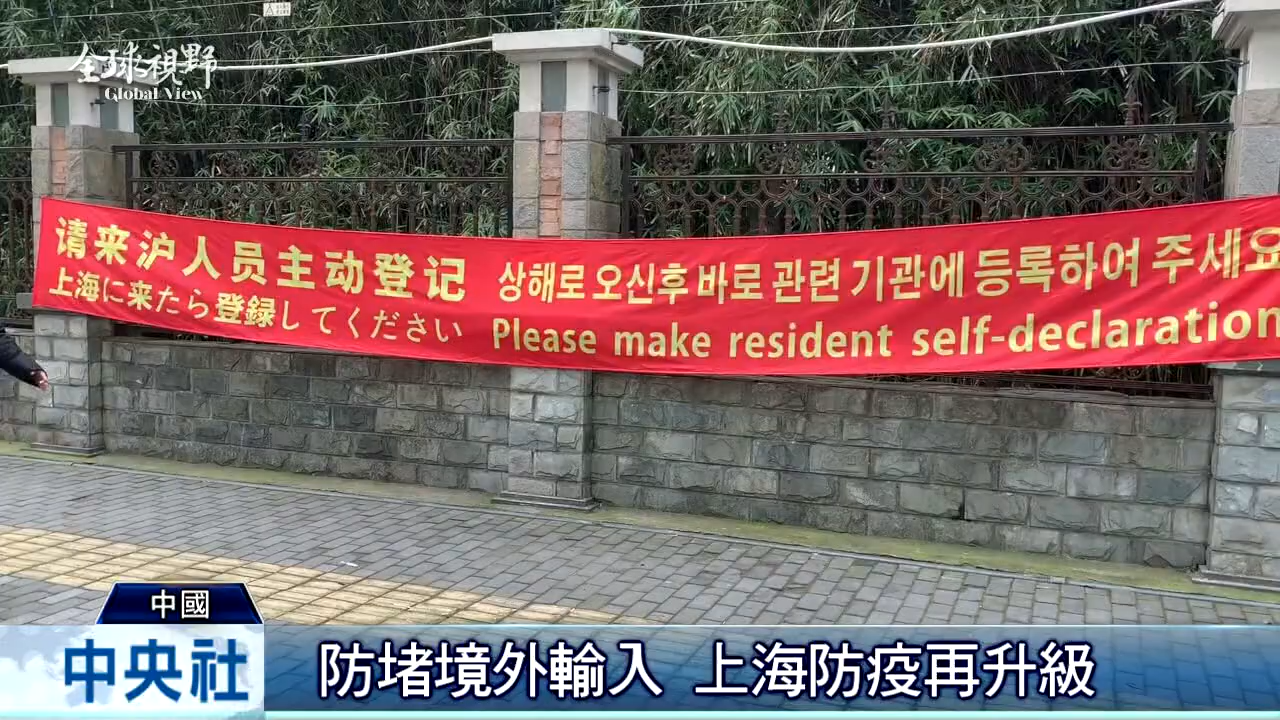 全球視野
Global View
请来沪人员主动登记
上海に来たら登録してください
상해로 오신후 바로 관련 기관에 등록하여 주세요
Please make resident self-declaration
中國
中央社
防堵境外輸入 上海防疫再升級